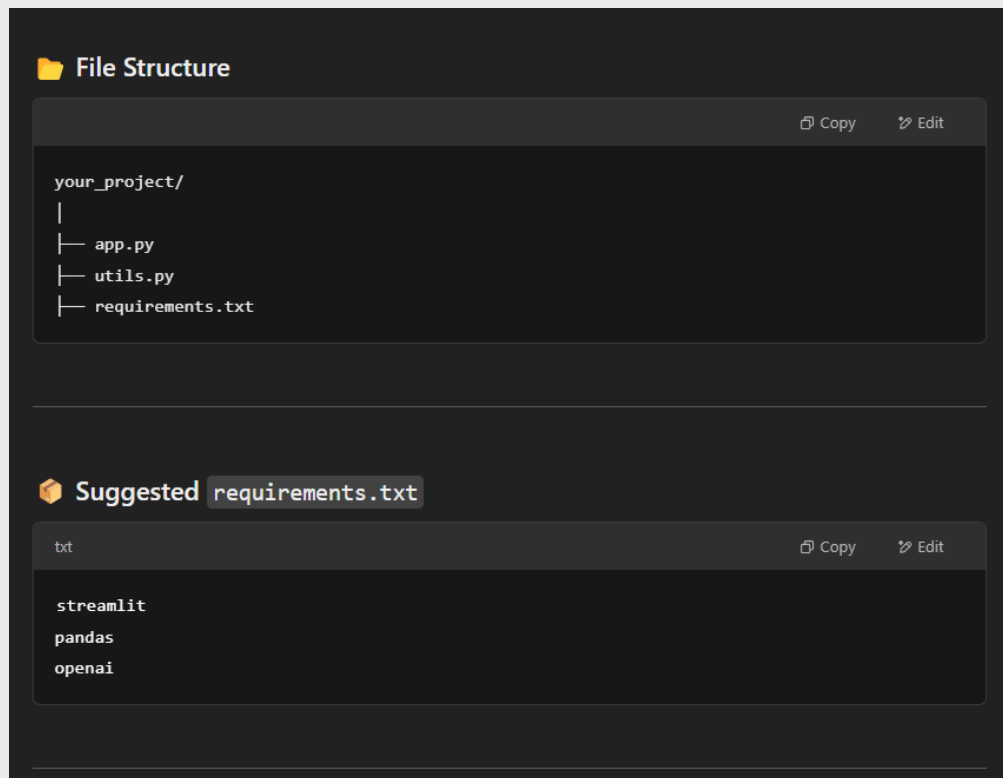 📂 File Structure
Copy Edit
your_project/
│
├── app.py
├── utils.py
├── requirements.txt
📦 Suggested requirements.txt
txt Copy Edit
streamlit
pandas
openai